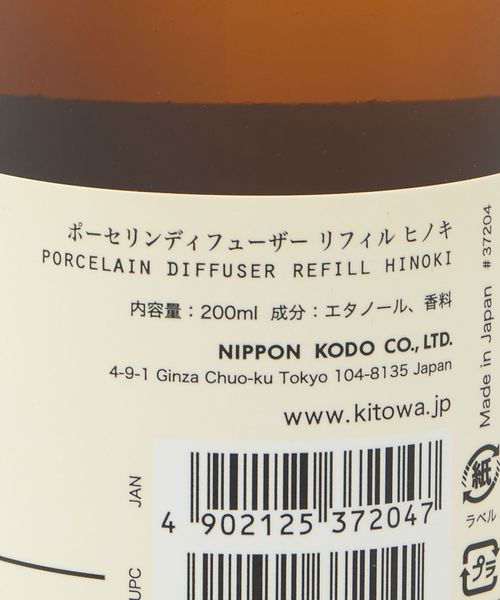 ポーセリンディフューザー リフィル ヒノキ
PORCELAIN DIFFUSER REFILL HINOKI
内容量：200ml 成分：エタノール、香料
NIPPON KODO CO., LTD.
4-9-1 Ginza Chuo-ku Tokyo 104-8135 Japan
www.kitowa.jp
Made in Japan #37204
JAN
4 902125 372047
UPC
紙
ラベル
プラ